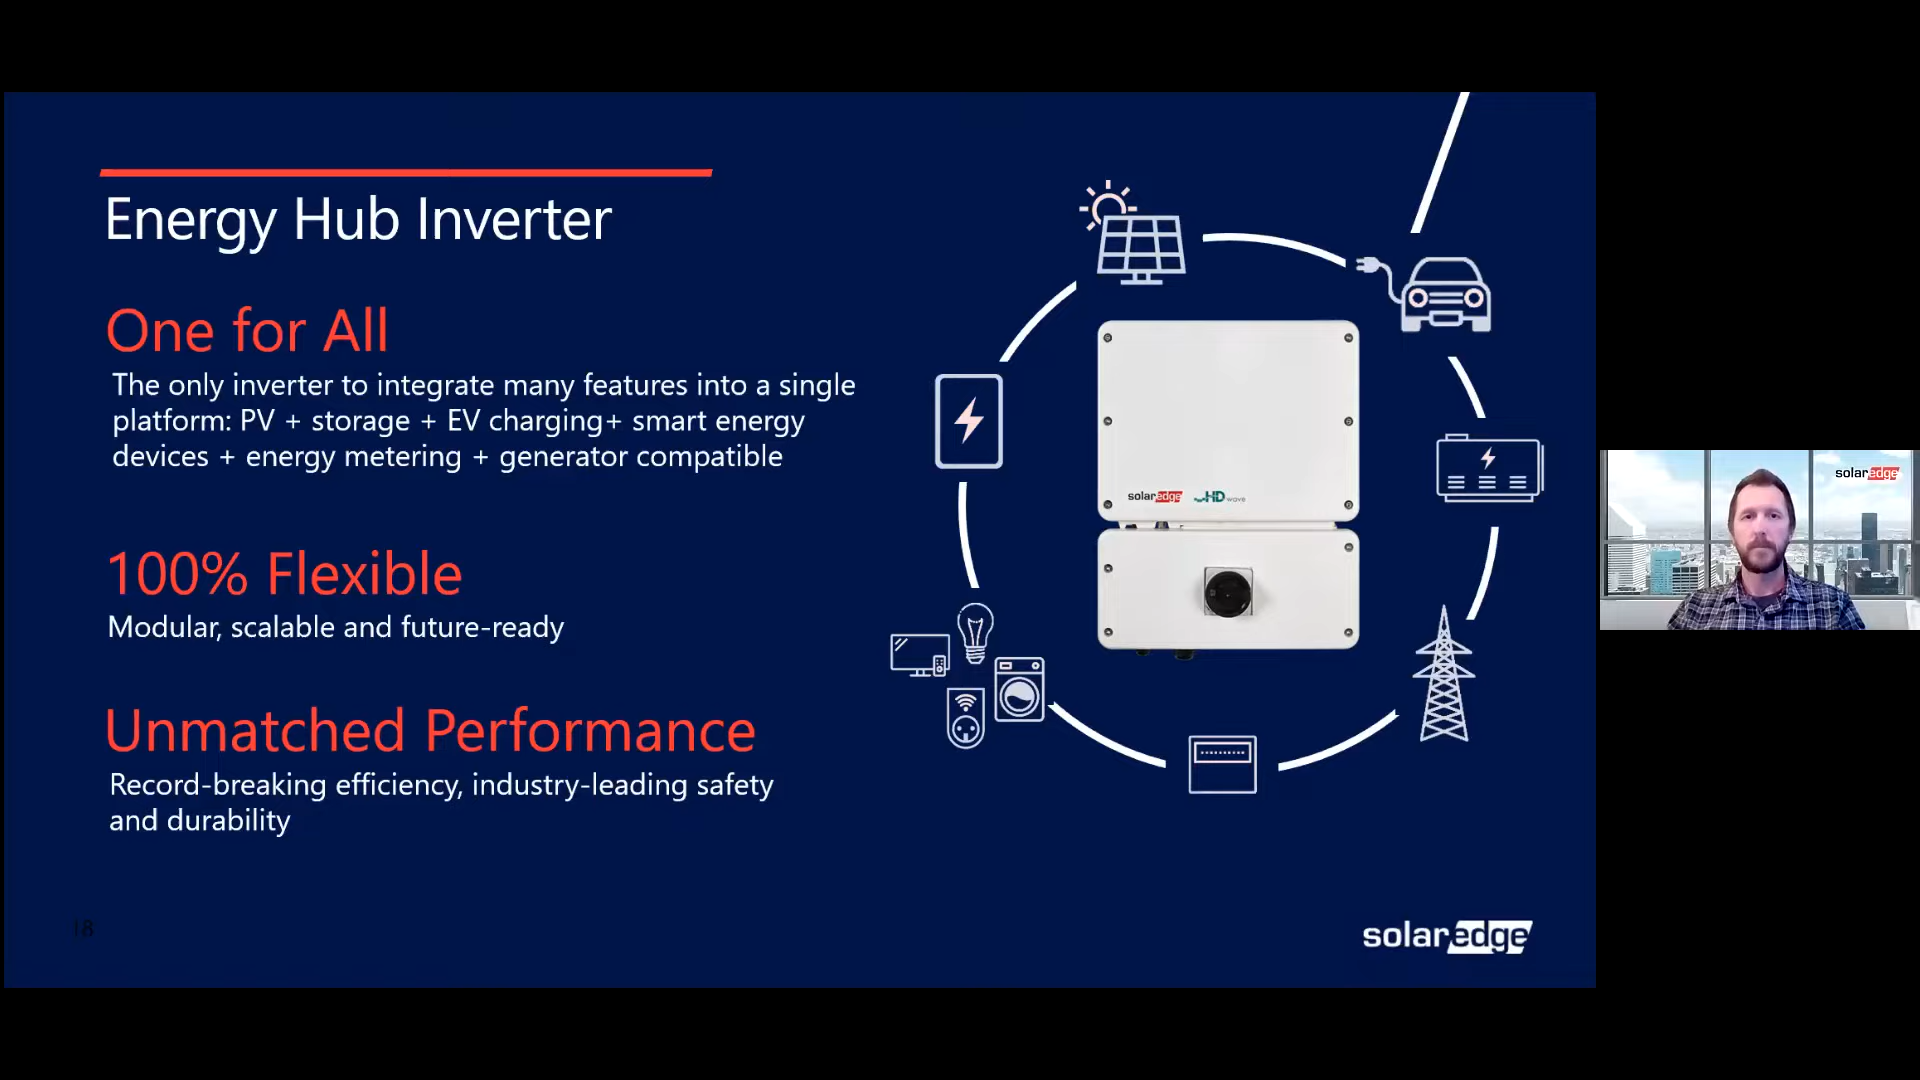 Energy Hub Inverter
One for All
The only inverter to integrate many features into a single
platform: PV + storage + EV charging+ smart energy
devices + energy metering + generator compatible
100% Flexible
Modular, scalable and future-ready
Unmatched Performance
Record-breaking efficiency, industry-leading safety
and durability
solaredge HD wave
18
solaredge
solaredge